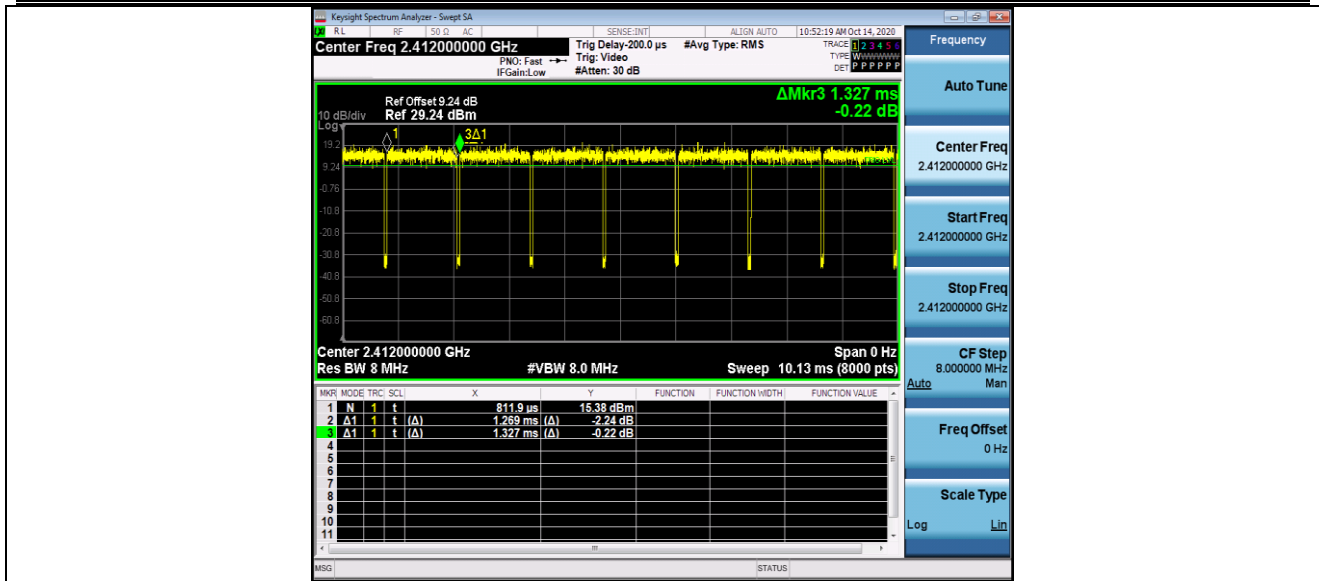 Keysight Spectrum Analyzer - Swept SA
RL RF 50 Ω AC SENSE:INT ALIGN AUTO 10:52:19 AM Oct 14, 2020
Center Freq 2.412000000 GHz
PNO: Fast
IFGain:Low
Trig Delay-200.0 µs
Trig: Video
#Atten: 30 dB
#Avg Type: RMS
TRACE 1 2 3 4 5 6
TYPE WWWWWW
DET P P P P P P
ΔMkr3 1.327 ms
-0.22 dB
Ref Offset 9.24 dB
10 dB/div Ref 29.24 dBm
Log
1
3Δ1
19.2
9.24
-0.76
-10.8
-20.8
-30.8
-40.8
-50.8
-60.8
Center 2.412000000 GHz Span 0 Hz
Res BW 8 MHz #VBW 8.0 MHz Sweep 10.13 ms (8000 pts)
MKR MODE TRC SCL X Y FUNCTION FUNCTION WIDTH FUNCTION VALUE
1 N 1 t 811.9 µs 15.38 dBm
2 Δ1 1 t (Δ) 1.269 ms (Δ) -2.24 dB
3 Δ1 1 t (Δ) 1.327 ms (Δ) -0.22 dB
4
5
6
7
8
9
10
11
MSG STATUS
Frequency
Auto Tune
Center Freq
2.412000000 GHz
Start Freq
2.412000000 GHz
Stop Freq
2.412000000 GHz
CF Step
8.000000 MHz
Auto Man
Freq Offset
0 Hz
Scale Type
Log Lin